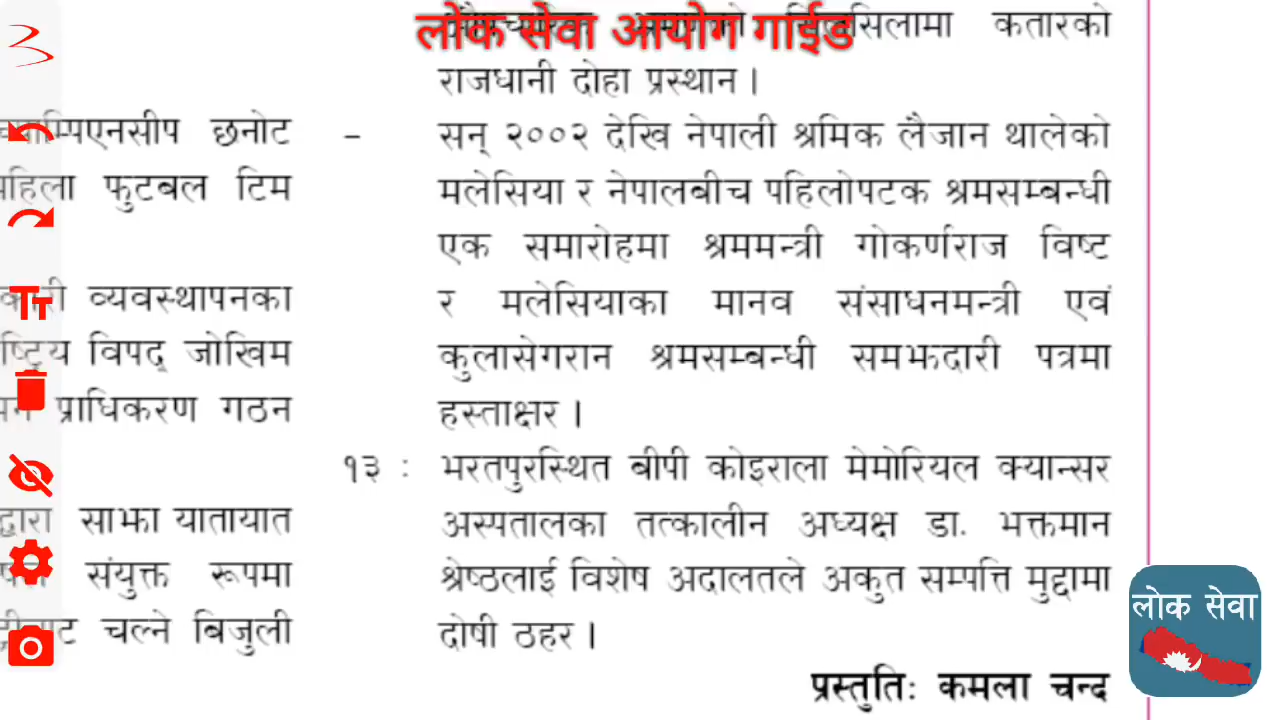 लोक सेवा आयोग गाईड
कतारको
राजधानी दोहा प्रस्थान ।
छनोट
फुटबल टिम
व्यवस्थापनका
विपद् जोखिम
प्राधिकरण गठन
साझा यातायात
संयुक्त रूपमा
चल्ने बिजुली
– सन् २००२ देखि नेपाली श्रमिक लैजान थालेको
मलेसिया र नेपालबीच पहिलोपटक श्रमसम्बन्धी
एक समारोहमा श्रममन्त्री गोकर्णराज विष्ट
र मलेसियाका मानव संसाधनमन्त्री एवं
कुलासेगरान श्रमसम्बन्धी समझदारी पत्रमा
हस्ताक्षर ।
१३ : भरतपुरस्थित बीपी कोइराला मेमोरियल क्यान्सर
अस्पतालका तत्कालीन अध्यक्ष डा. भक्तमान
श्रेष्ठलाई विशेष अदालतले अकुत सम्पत्ति मुद्दामा
दोषी ठहर ।
प्रस्तुतिः कमला चन्द
लोक सेवा